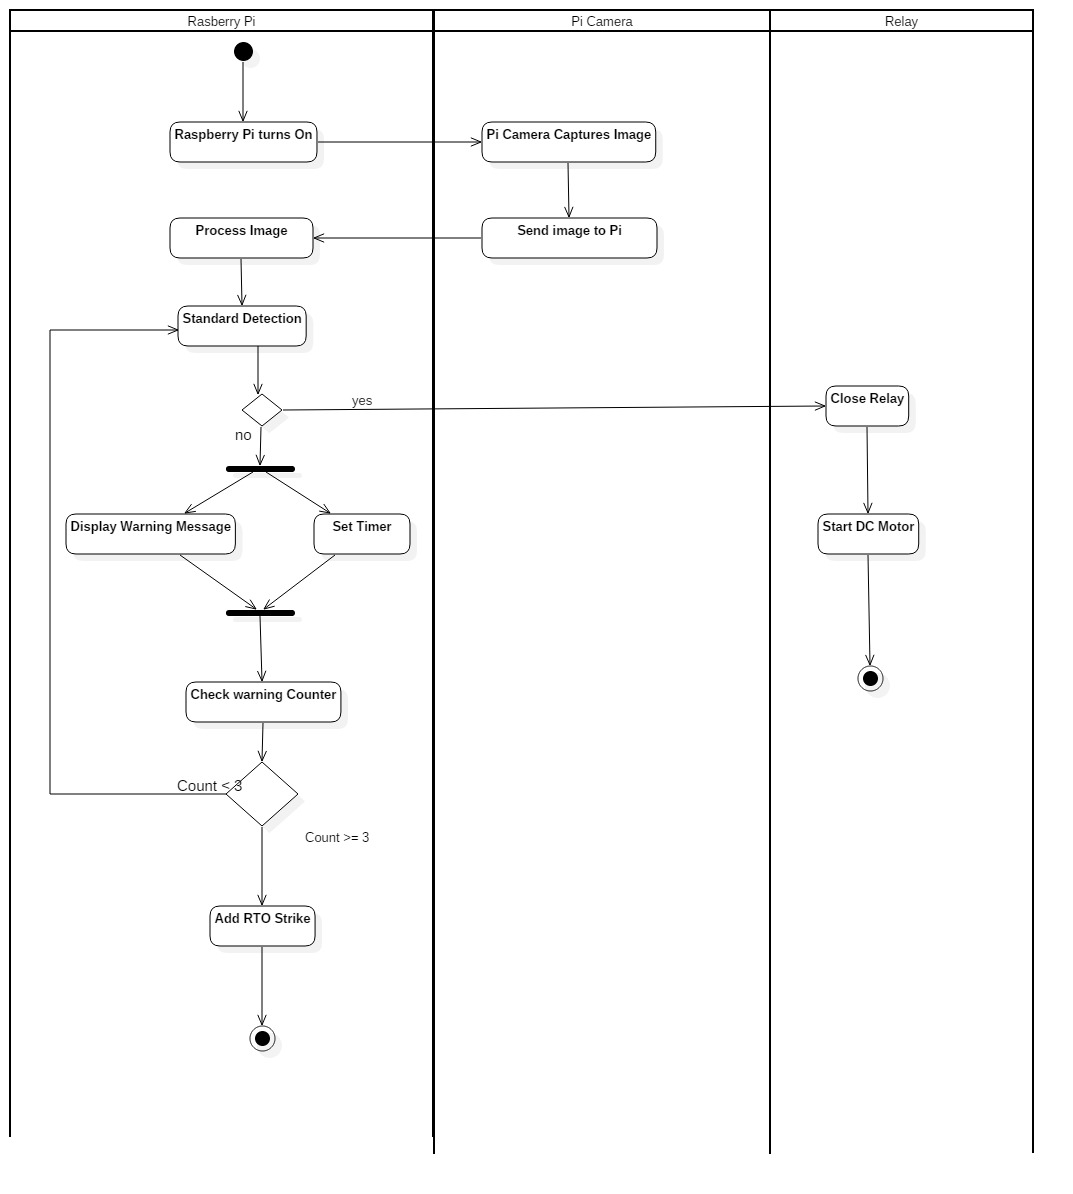 Rasberry Pi
Pi Camera
Relay
Raspberry Pi turns On
Pi Camera Captures Image
Process Image
Send image to Pi
Standard Detection
yes
Close Relay
no
Display Warning Message
Set Timer
Start DC Motor
Check warning Counter
Count < 3
Count >= 3
Add RTO Strike